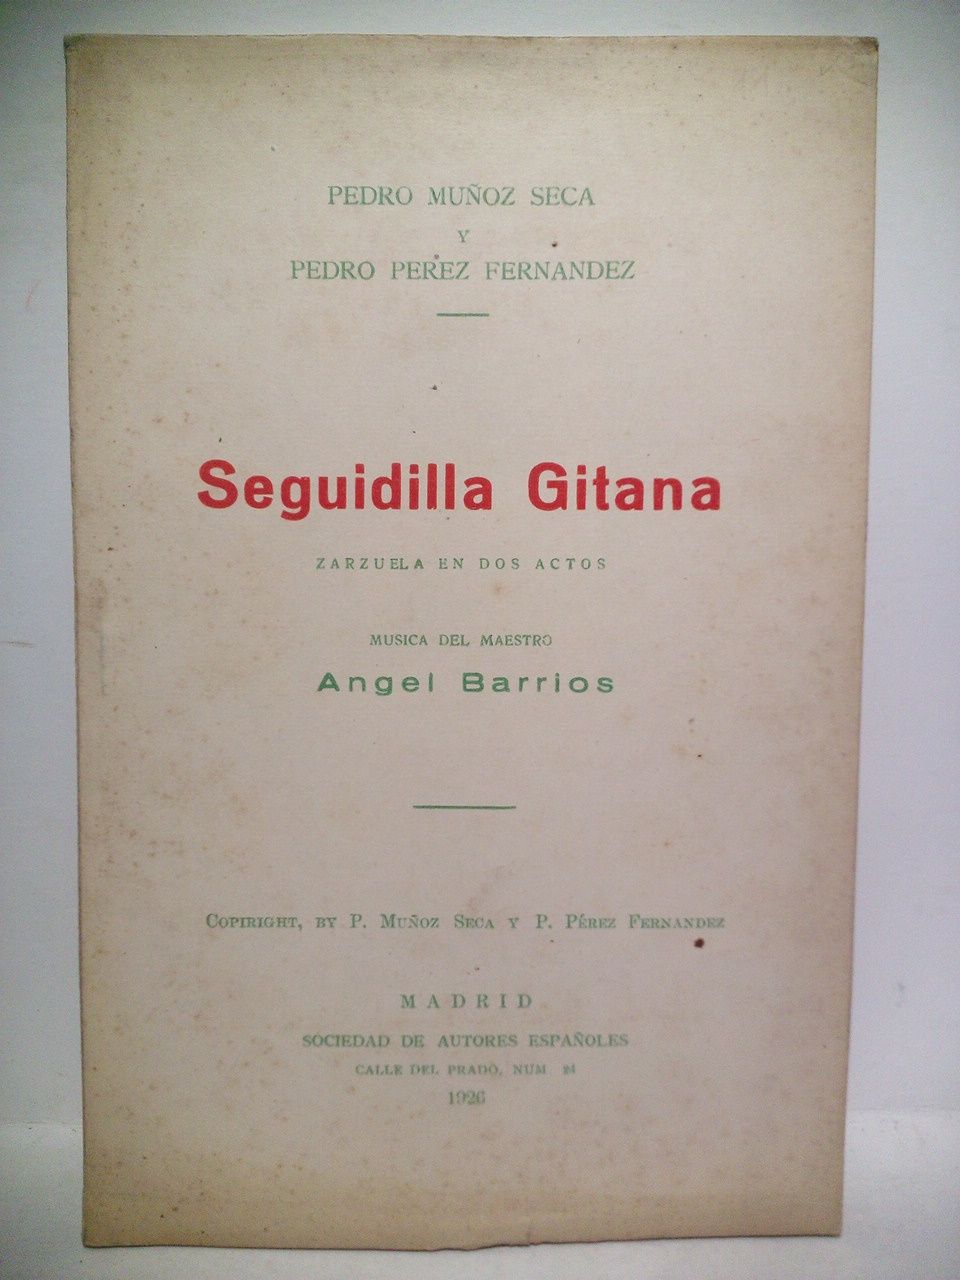 PEDRO MUÑOZ SECA
Y
PEDRO PEREZ FERNANDEZ
Seguidilla Gitana
ZARZUELA EN DOS ACTOS
MUSICA DEL MAESTRO
Angel Barrios
COPIRIGHT, BY P. MUÑOZ SECA Y P. PÉREZ FERNANDEZ
MADRID
SOCIEDAD DE AUTORES ESPAÑOLES
CALLE DEL PRADO, NUM 24
1926